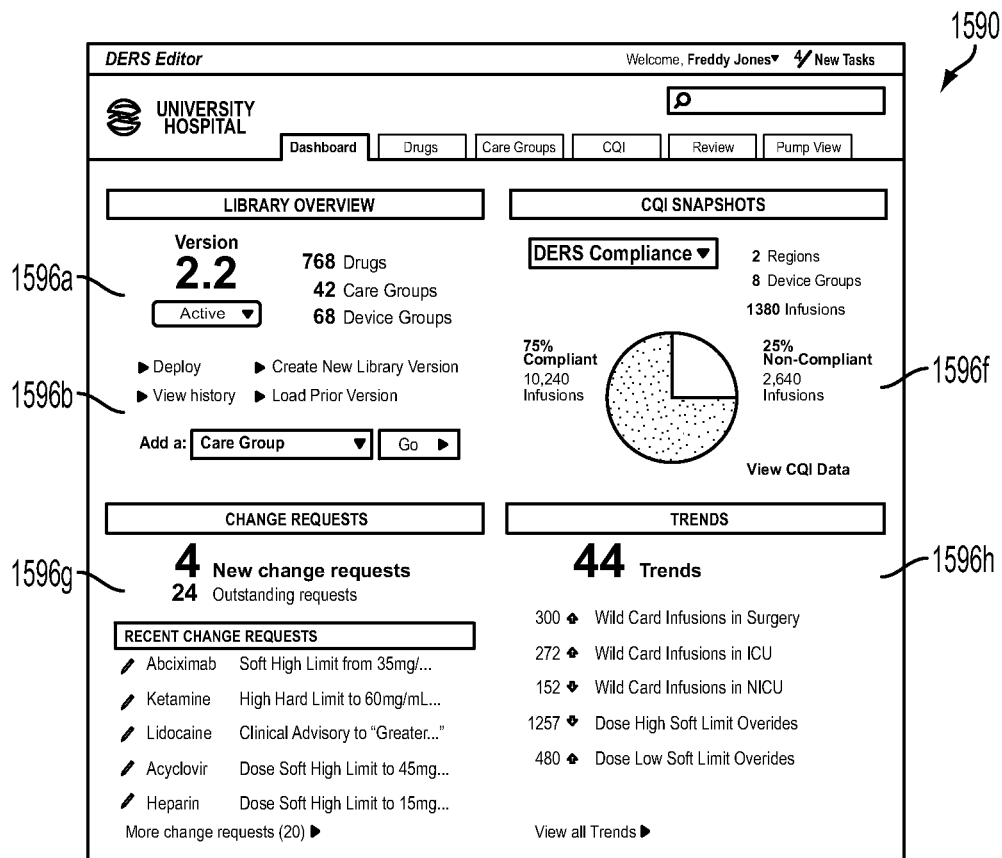 1590
DERS Editor
Welcome, Freddy Jones▾ 4 New Tasks
UNIVERSITY
HOSPITAL
Dashboard Drugs Care Groups CQI Review Pump View
LIBRARY OVERVIEW
Version
2.2
Active ▼
768 Drugs
42 Care Groups
68 Device Groups
1596a
▶ Deploy ▶ Create New Library Version
▶ View history ▶ Load Prior Version
1596b
Add a: Care Group ▼ Go ▶
CQI SNAPSHOTS
DERS Compliance ▼
2 Regions
8 Device Groups
1380 Infusions
75%
Compliant
10,240
Infusions
25%
Non-Compliant
2,640
Infusions
1596f
View CQI Data
CHANGE REQUESTS
4 New change requests
24 Outstanding requests
1596g
RECENT CHANGE REQUESTS
Abciximab Soft High Limit from 35mg/...
Ketamine High Hard Limit to 60mg/mL...
Lidocaine Clinical Advisory to “Greater...”
Acyclovir Dose Soft High Limit to 45mg...
Heparin Dose Soft High Limit to 15mg...
More change requests (20) ▶
TRENDS
44 Trends
1596h
300 Wild Card Infusions in Surgery
272 Wild Card Infusions in ICU
152 Wild Card Infusions in NICU
1257 Dose High Soft Limit Overides
480 Dose Low Soft Limit Overides
View all Trends ▶